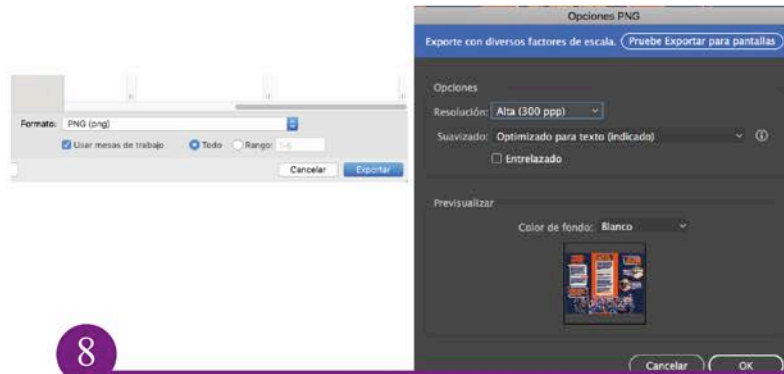 Formato: PNG (png)
Usar mesas de trabajo Todo Rango: 1-6
Cancelar Exportar
Opciones PNG
Exporte con diversos factores de escala. Pruebe Exportar para pantallas
Opciones
Resolución: Alta (300 ppp)
Suavizado: Optimizado para texto (indicado)
Entrelazado
Previsualizar
Color de fondo: Blanco
Cancelar OK
8